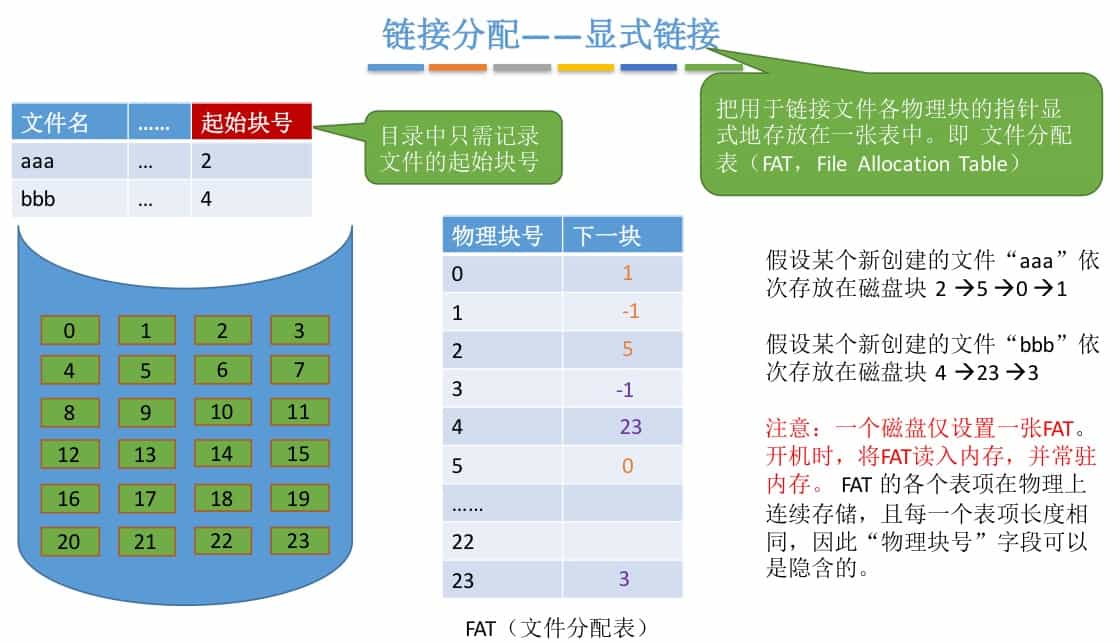 链接分配——显式链接
把用于链接文件各物理块的指针显
式地存放在一张表中。即 文件分配
表（FAT，File Allocation Table）
文件名 …… 起始块号
aaa … 2
bbb … 4
目录中只需记录
文件的起始块号
0 1 2 3
4 5 6 7
8 9 10 11
12 13 14 15
16 17 18 19
20 21 22 23
物理块号 下一块
0 1
1 -1
2 5
3 -1
4 23
5 0
……
22
23 3
FAT（文件分配表）
假设某个新创建的文件“aaa”依
次存放在磁盘块 2 →5 →0 →1
假设某个新创建的文件“bbb”依
次存放在磁盘块 4 →23 →3
注意：一个磁盘仅设置一张FAT。
开机时，将FAT读入内存，并常驻
内存。 FAT 的各个表项在物理上
连续存储，且每一个表项长度相
同，因此“物理块号”字段可以
是隐含的。